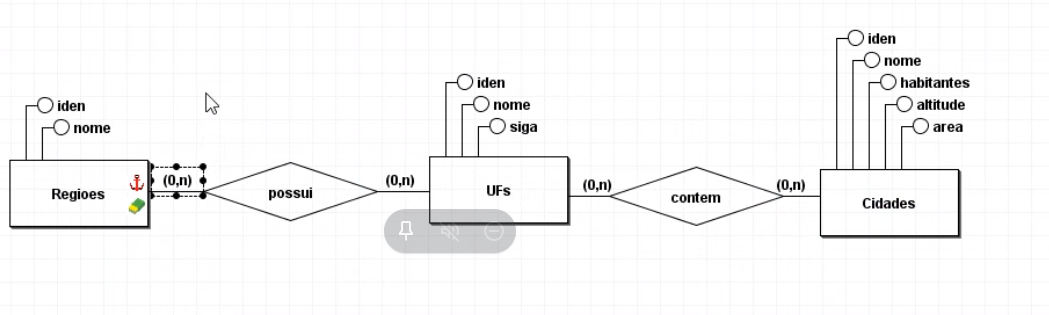 iden
nome
Regioes
(0,n)
possui
(0,n)
iden
nome
siga
UFs
(0,n)
contem
(0,n)
iden
nome
habitantes
altitude
area
Cidades